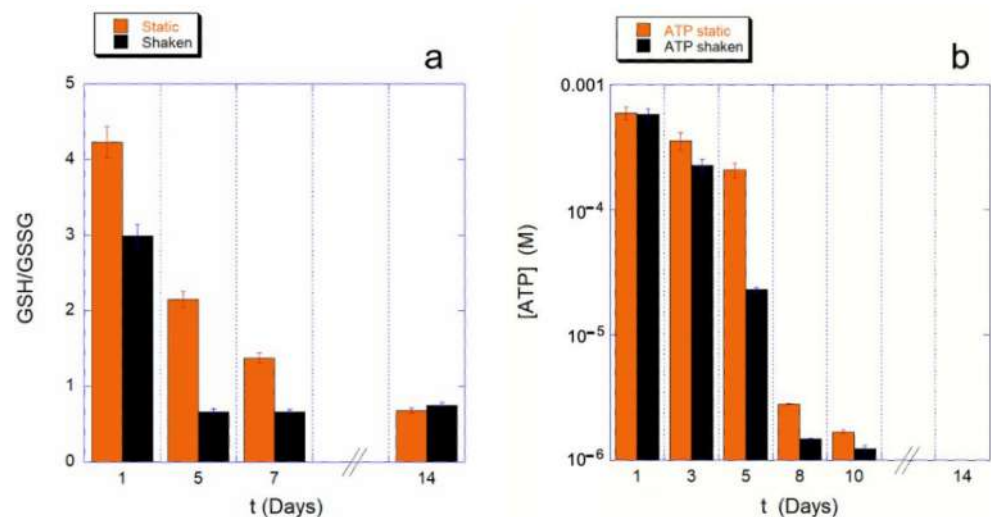 Static
Shaken
a
5
4
3
2
1
0
GSH/GSSG
1 5 7 // 14
t (Days)
ATP static
ATP shaken
b
0.001
10⁻⁴
10⁻⁵
10⁻⁶
[ATP] (M)
1 3 5 8 10 // 14
t (Days)